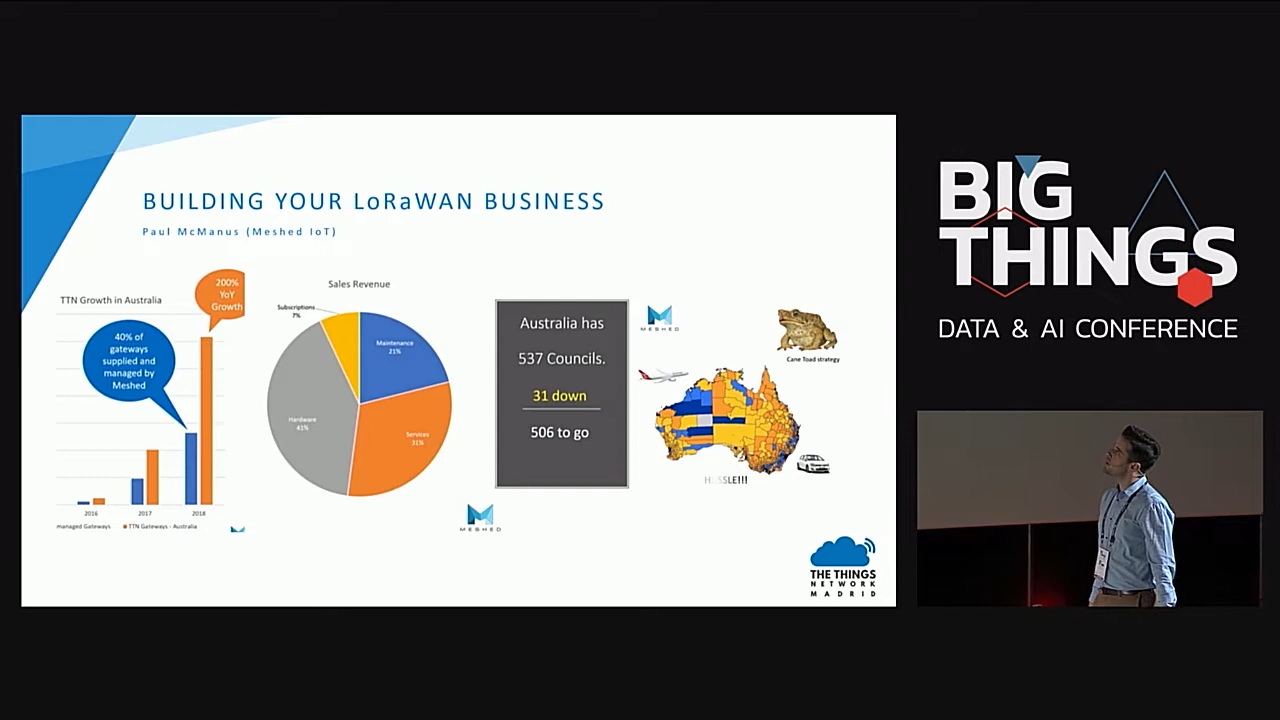 BUILDING YOUR LoRaWAN BUSINESS
Paul McManus (Meshed IoT)
TTN Growth in Australia
200%
YoY
Growth
40% of
gateways
supplied and
managed by
Meshed
2016
2017
2018
managed Gateways
TTN Gateways - Australia
Sales Revenue
Subscriptions
7%
Maintenance
21%
Hardware
41%
Services
31%
MESHED
Australia has
537 Councils.
31 down
506 to go
MESHED
Cane Toad strategy
HUSSLE!!!
THE THINGS
NETWORK
MADRID
BIG
THINGS
DATA & AI CONFERENCE